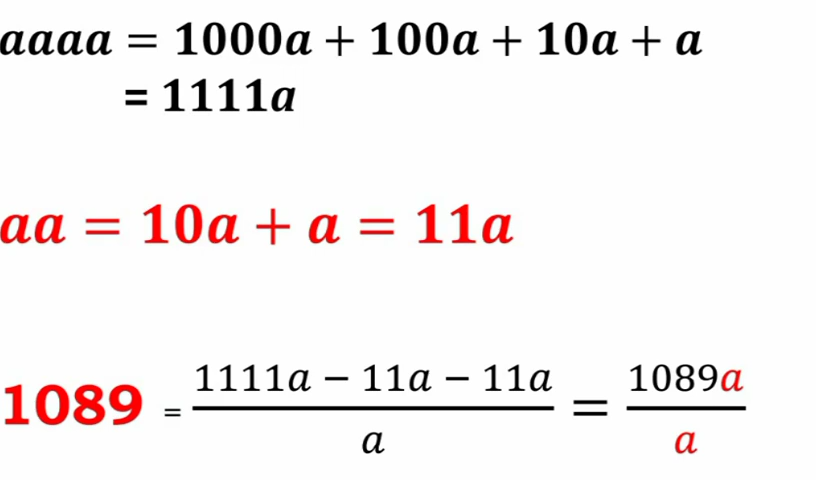 aaaa = 1000a + 100a + 10a + a
= 1111a
aa = 10a + a = 11a
1089 = (1111a − 11a − 11a)/a = 1089a/a